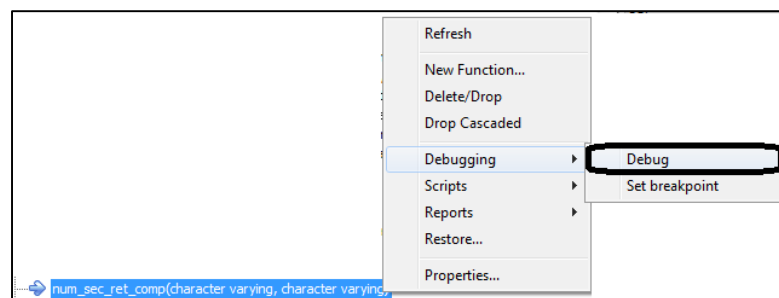 Refresh
New Function...
Delete/Drop
Drop Cascaded
Debugging
Debug
Scripts
Set breakpoint
Reports
Restore...
Properties...
num_sec_ret_comp(character varying, character varying)